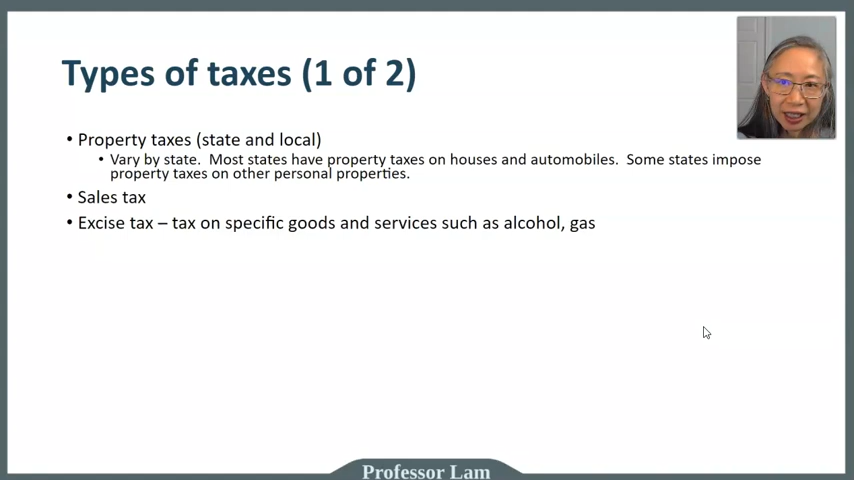 Types of taxes (1 of 2)
• Property taxes (state and local)
• Vary by state.  Most states have property taxes on houses and automobiles.  Some states impose
property taxes on other personal properties.
• Sales tax
• Excise tax – tax on specific goods and services such as alcohol, gas
Professor Lam